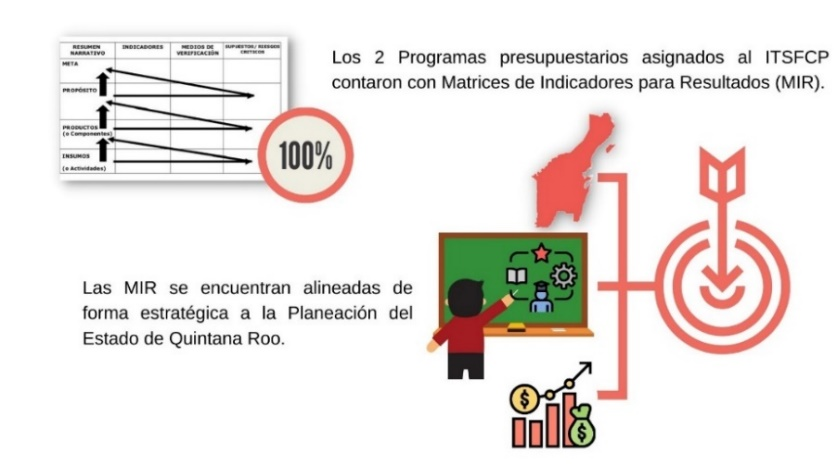 RESUMEN NARRATIVO
INDICADORES
MEDIOS DE VERIFICACIÓN
SUPUESTOS/ RIESGOS CRITICOS
META
PROPÓSITO
PRODUCTOS
(o Componentes)
INSUMOS
(o Actividades)
100%
Los 2 Programas presupuestarios asignados al ITSFCP
contaron con Matrices de Indicadores para Resultados (MIR).
Las MIR se encuentran alineadas de
forma estratégica a la Planeación del
Estado de Quintana Roo.
$
$